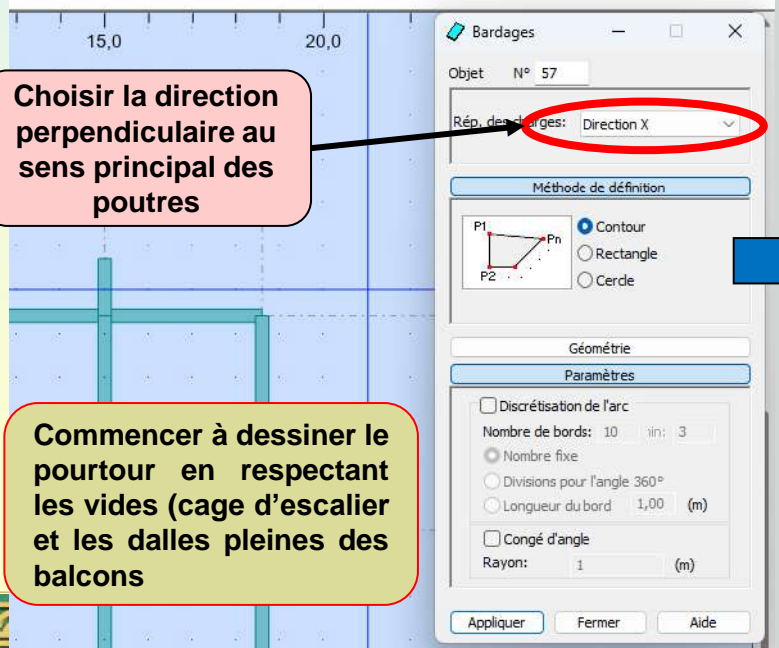 15,0
20,0
Choisir la direction
perpendiculaire au
sens principal des
poutres
Commencer à dessiner le
pourtour en respectant
les vides (cage d'escalier
et les dalles pleines des
balcons
Bardages
Objet N° 57
Rép. des charges: Direction X
Méthode de définition
P1
Pn
P2
Contour
Rectangle
Cercle
Géométrie
Paramètres
Discrétisation de l'arc
Nombre de bords: 10 min: 3
Nombre fixe
Divisions pour l'angle 360°
Longueur du bord 1,00 (m)
Congé d'angle
Rayon: 1 (m)
Appliquer Fermer Aide